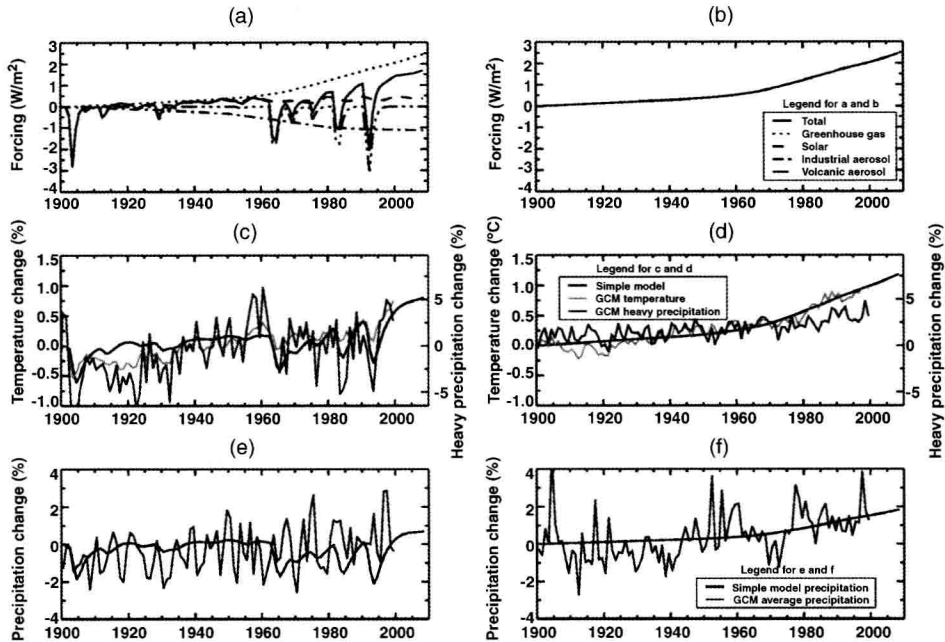 (a)
(b)
Forcing (W/m²)
3
2
1
0
-1
-2
-3
-4
1900 1920 1940 1960 1980 2000
Forcing (W/m²)
3
2
1
0
-1
-2
-3
-4
1900 1920 1940 1960 1980 2000
Legend for a and b
Total
Greenhouse gas
Solar
Industrial aerosol
Volcanic aerosol
(c)
(d)
Temperature change (%)
1.5
1.0
0.5
0.0
-0.5
-1.0
5
0
-5
Heavy precipitation change (%)
1900 1920 1940 1960 1980 2000
Temperature change (°C)
1.5
1.0
0.5
0.0
0.5
1.0
5
0
-5
Heavy precipitation change (%)
1900 1920 1940 1960 1980 2000
Legend for c and d
Simple model
GCM temperature
GCM heavy precipitation
(e)
(f)
Precipitation change (%)
4
2
0
-2
-4
1900 1920 1940 1960 1980 2000
Precipitation change (%)
4
2
0
-2
-4
1900 1920 1940 1960 1980 2000
Legend for e and f
Simple model precipitation
GCM average precipitation